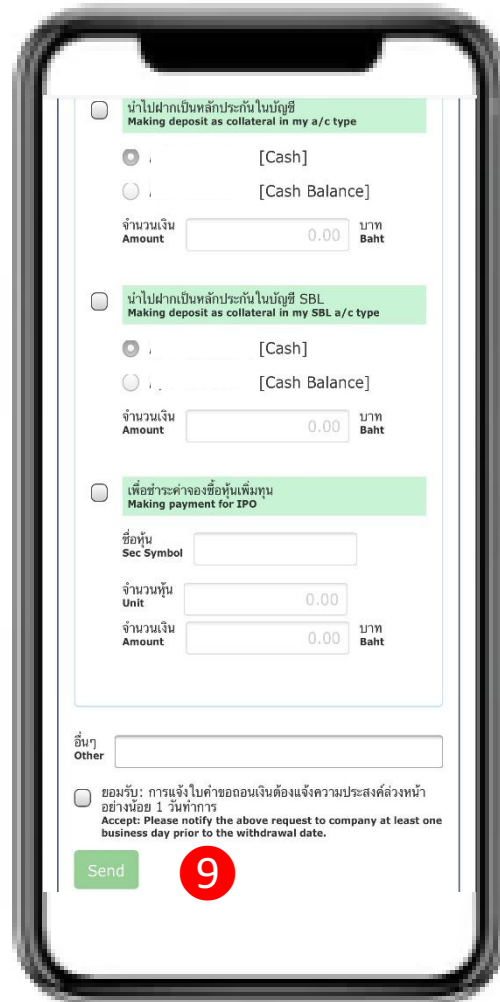 นำไปฝากเป็นหลักประกันในบัญชี
Making deposit as collateral in my a/c type
[Cash]
[Cash Balance]
จำนวนเงิน
Amount
0.00
บาท
Baht
นำไปฝากเป็นหลักประกันในบัญชี SBL
Making deposit as collateral in my SBL a/c type
[Cash]
[Cash Balance]
จำนวนเงิน
Amount
0.00
บาท
Baht
เพื่อชำระค่าจองซื้อหุ้นเพิ่มทุน
Making payment for IPO
ชื่อหุ้น
Sec Symbol
จำนวนหุ้น
Unit
0.00
จำนวนเงิน
Amount
0.00
บาท
Baht
อื่นๆ
Other
ยอมรับ: การแจ้งใบคำขอถอนเงินต้องแจ้งความประสงค์ล่วงหน้า
อย่างน้อย 1 วันทำการ
Accept: Please notify the above request to company at least one
business day prior to the withdrawal date.
Send
9